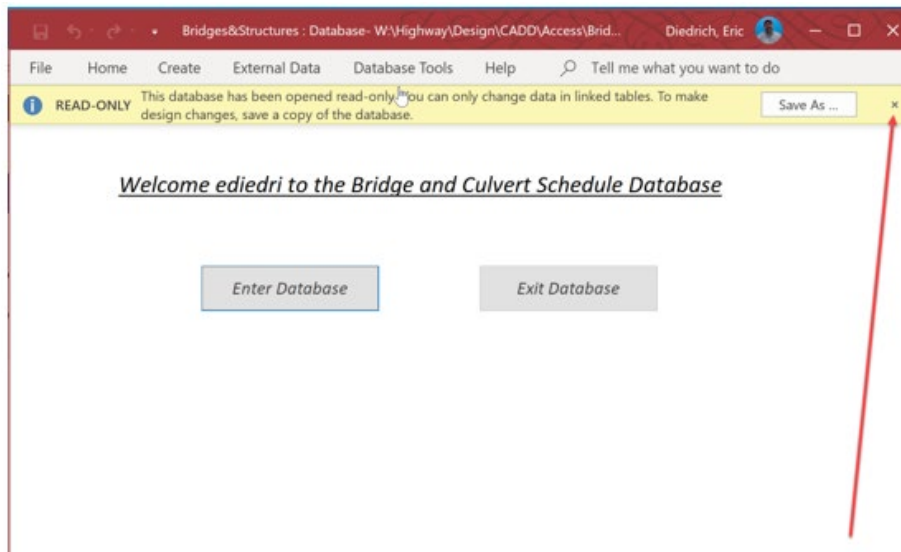 Bridges&Structures : Database- W:\Highway\Design\CADD\Access\Brid... Diedrich, Eric
File Home Create External Data Database Tools Help Tell me what you want to do
READ-ONLY This database has been opened read-only. You can only change data in linked tables. To make
design changes, save a copy of the database.
Save As ...
Welcome ediedri to the Bridge and Culvert Schedule Database
Enter Database Exit Database